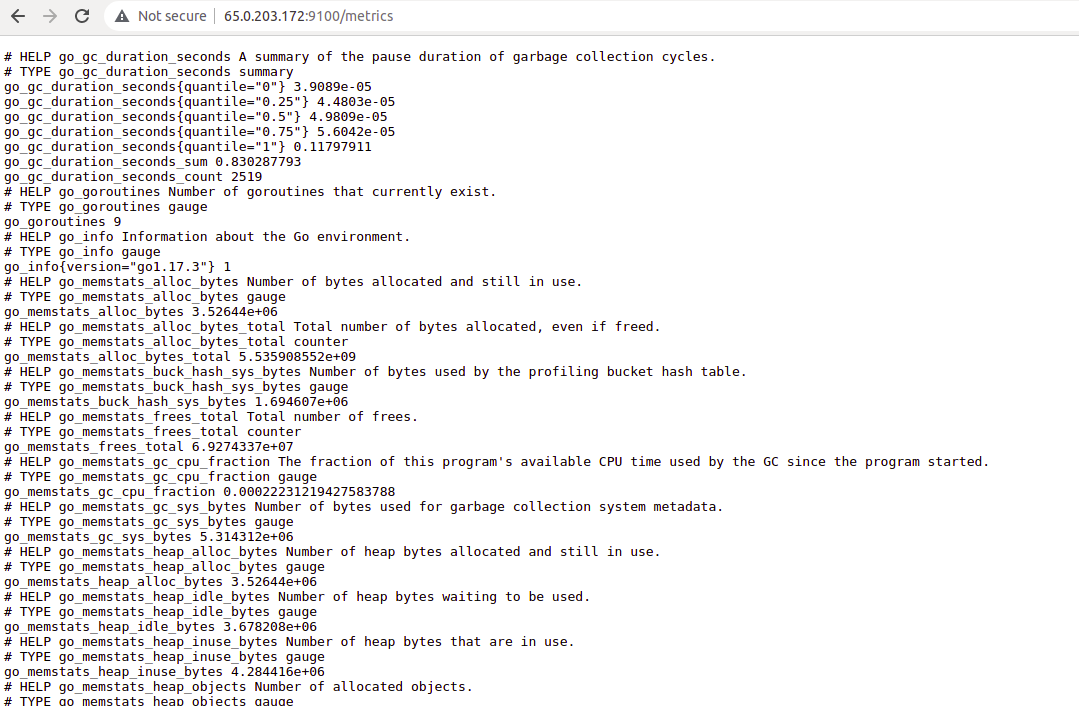 Not secure | 65.0.203.172:9100/metrics
# HELP go_gc_duration_seconds A summary of the pause duration of garbage collection cycles.
# TYPE go_gc_duration_seconds summary
go_gc_duration_seconds{quantile="0"} 3.9089e-05
go_gc_duration_seconds{quantile="0.25"} 4.4803e-05
go_gc_duration_seconds{quantile="0.5"} 4.9809e-05
go_gc_duration_seconds{quantile="0.75"} 5.6042e-05
go_gc_duration_seconds{quantile="1"} 0.11797911
go_gc_duration_seconds_sum 0.830287793
go_gc_duration_seconds_count 2519
# HELP go_goroutines Number of goroutines that currently exist.
# TYPE go_goroutines gauge
go_goroutines 9
# HELP go_info Information about the Go environment.
# TYPE go_info gauge
go_info{version="go1.17.3"} 1
# HELP go_memstats_alloc_bytes Number of bytes allocated and still in use.
# TYPE go_memstats_alloc_bytes gauge
go_memstats_alloc_bytes 3.52644e+06
# HELP go_memstats_alloc_bytes_total Total number of bytes allocated, even if freed.
# TYPE go_memstats_alloc_bytes_total counter
go_memstats_alloc_bytes_total 5.535908552e+09
# HELP go_memstats_buck_hash_sys_bytes Number of bytes used by the profiling bucket hash table.
# TYPE go_memstats_buck_hash_sys_bytes gauge
go_memstats_buck_hash_sys_bytes 1.694607e+06
# HELP go_memstats_frees_total Total number of frees.
# TYPE go_memstats_frees_total counter
go_memstats_frees_total 6.9274337e+07
# HELP go_memstats_gc_cpu_fraction The fraction of this program's available CPU time used by the GC since the program started.
# TYPE go_memstats_gc_cpu_fraction gauge
go_memstats_gc_cpu_fraction 0.00022231219427583788
# HELP go_memstats_gc_sys_bytes Number of bytes used for garbage collection system metadata.
# TYPE go_memstats_gc_sys_bytes gauge
go_memstats_gc_sys_bytes 5.314312e+06
# HELP go_memstats_heap_alloc_bytes Number of heap bytes allocated and still in use.
# TYPE go_memstats_heap_alloc_bytes gauge
go_memstats_heap_alloc_bytes 3.52644e+06
# HELP go_memstats_heap_idle_bytes Number of heap bytes waiting to be used.
# TYPE go_memstats_heap_idle_bytes gauge
go_memstats_heap_idle_bytes 3.678208e+06
# HELP go_memstats_heap_inuse_bytes Number of heap bytes that are in use.
# TYPE go_memstats_heap_inuse_bytes gauge
go_memstats_heap_inuse_bytes 4.284416e+06
# HELP go_memstats_heap_objects Number of allocated objects.
# TYPE go_memstats_heap_objects gauge